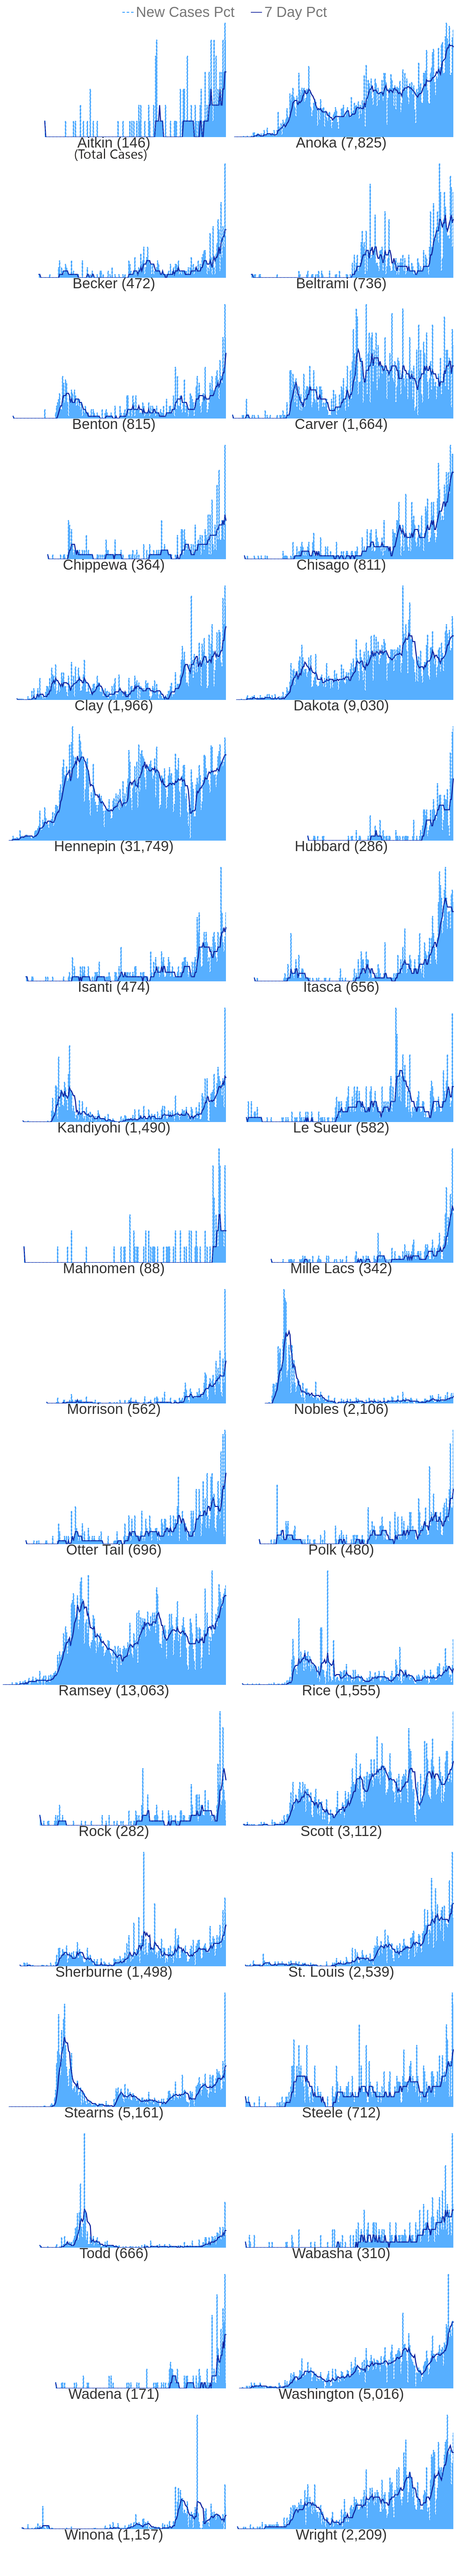 New Cases Pct 7 Day Pct
Aitkin (146) Anoka (7,825)
(Total Cases)
Becker (472) Beltrami (736)
Benton (815) Carver (1,664)
Chippewa (364) Chisago (811)
Clay (1,966) Dakota (9,030)
Hennepin (31,749) Hubbard (286)
Isanti (474) Itasca (656)
Kandiyohi (1,490) Le Sueur (582)
Mahnomen (88) Mille Lacs (342)
Morrison (562) Nobles (2,106)
Otter Tail (696) Polk (480)
Ramsey (13,063) Rice (1,555)
Rock (282) Scott (3,112)
Sherburne (1,498) St. Louis (2,539)
Stearns (5,161) Steele (712)
Todd (666) Wabasha (310)
Wadena (171) Washington (5,016)
Winona (1,157) Wright (2,209)